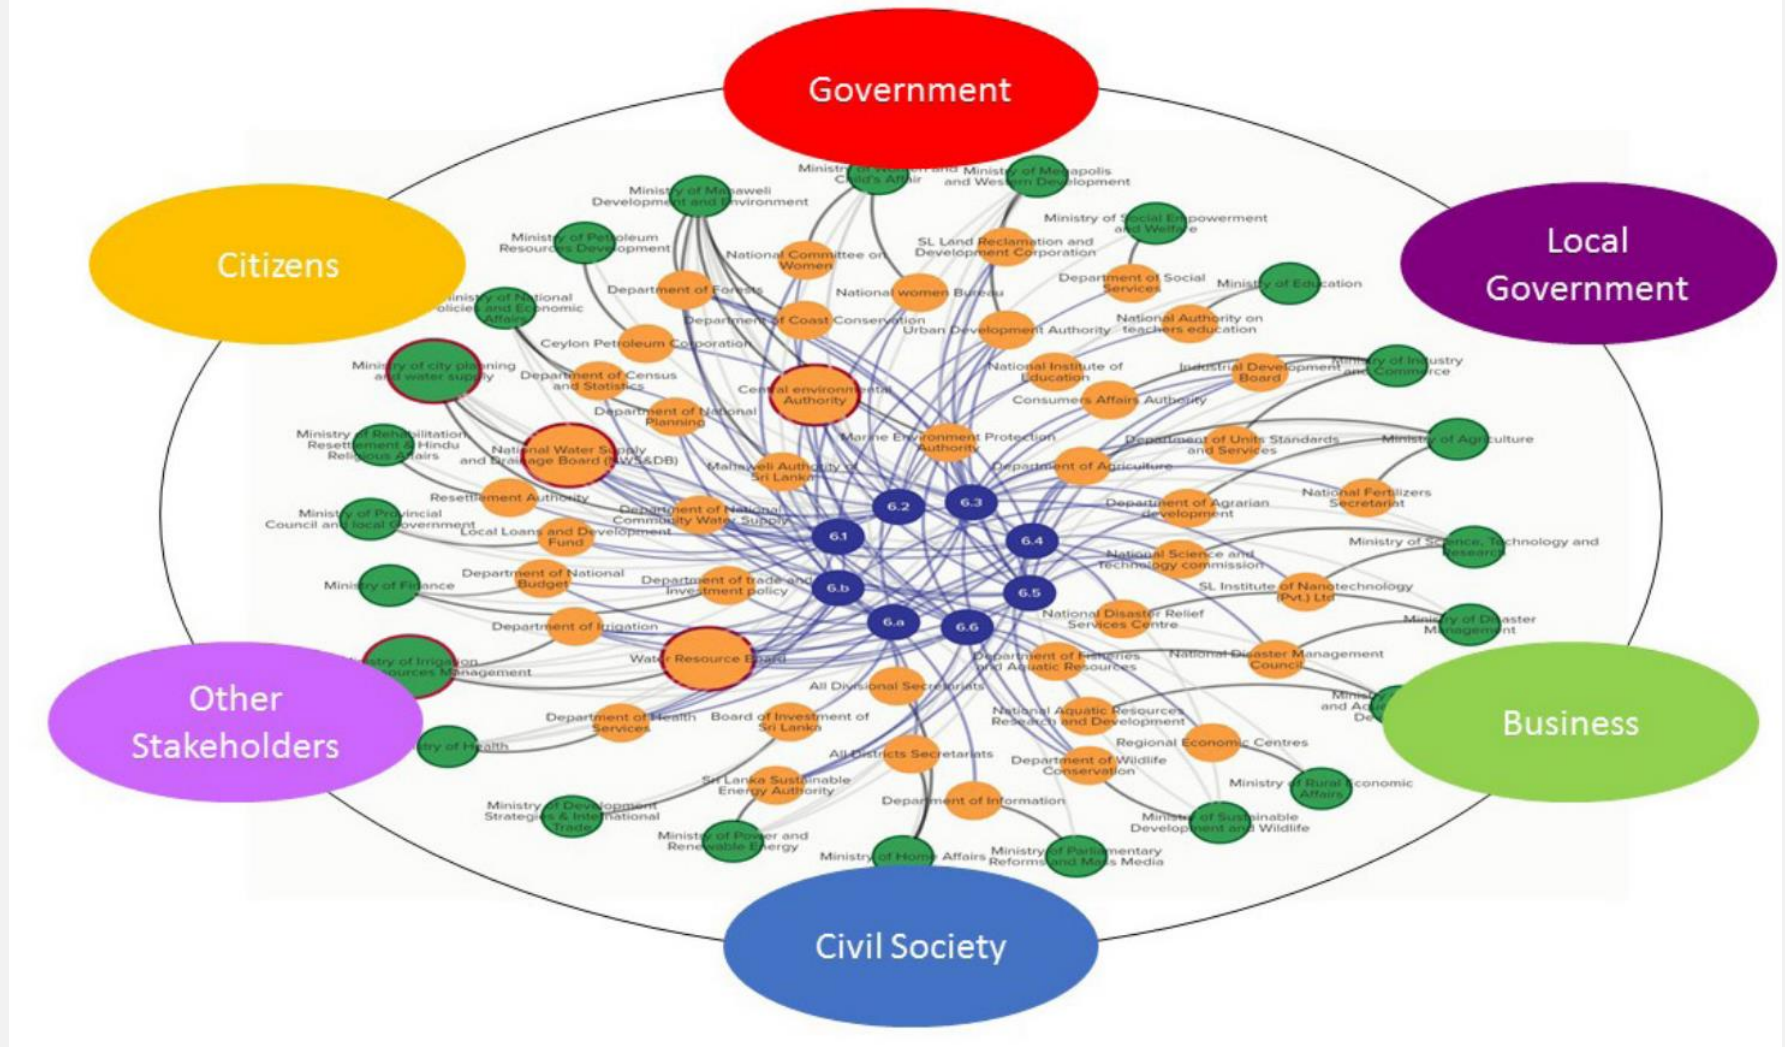 Government
Citizens
Local
Government
Other
Stakeholders
Business
Civil Society
Child's Affair
Ministry of Megapolis
and Western Development
Ministry of Mahaweli
Development and Environment
Ministry of Social Empowerment
and Welfare
Ministry of Petroleum
Resources Development
National Committee on
Women
SL Land Reclamation and
Development Corporation
Department of Social
Services
Ministry of Education
Department of Forests
National women Bureau
of National
and Economic
Affairs
Department of Coast Conservation
Urban Development Authority
National Authority on
teachers education
Ceylon Petroleum Corporation
Ministry of city planning
and water supply
Department of Census
and Statistics
Central environmental
Authority
National Institute of
Education
Industrial Development
Board
Ministry of Industry
and Commerce
Consumers Affairs Authority
Department of National
Planning
Ministry of Rehabilitation,
Resettlement & Hindu
Religious Affairs
National Water Supply
and Drainage Board (NWS&DB)
Marine Environment Protection
Authority
Department of Units Standards
and Services
Ministry of Agriculture
Mahaweli Authority of
Sri Lanka
Department of Agriculture
Resettlement Authority
National Fertilizers
Secretariat
Ministry of Provincial
Council and local Government
Department of National
Community Water Supply
6.2
6.3
Department of Agrarian
development
Local Loans and Development
Fund
6.1
6.4
Ministry of Science, Technology and
Research
National Science and
Technology commission
Ministry of Finance
Department of National
Budget
Department of trade and
Investment policy
6.b
6.5
SL Institute of Nanotechnology
(Pvt.) Ltd
Department of Irrigation
6.a
6.6
National Disaster Relief
Services Centre
Ministry of Disaster
Management
of Irrigation
Management
Water Resource Board
Department of Fisheries
and Aquatic Resources
National Disaster Management
Council
All Divisional Secretariats
Department of Health
Services
Board of Investment of
Sri Lanka
National Aquatic Resources
Research and Development
of Health
All Districts Secretariats
Department of Wildlife
Conservation
Regional Economic Centres
Sri Lanka Sustainable
Energy Authority
Department of Information
Ministry of Rural Economic
Affairs
Ministry of Development
Strategies & International
Trade
Ministry of Power and
Renewable Energy
Ministry of Sustainable
Development and Wildlife
Ministry of Home Affairs
Ministry of Parliamentary
Reforms and Mass Media